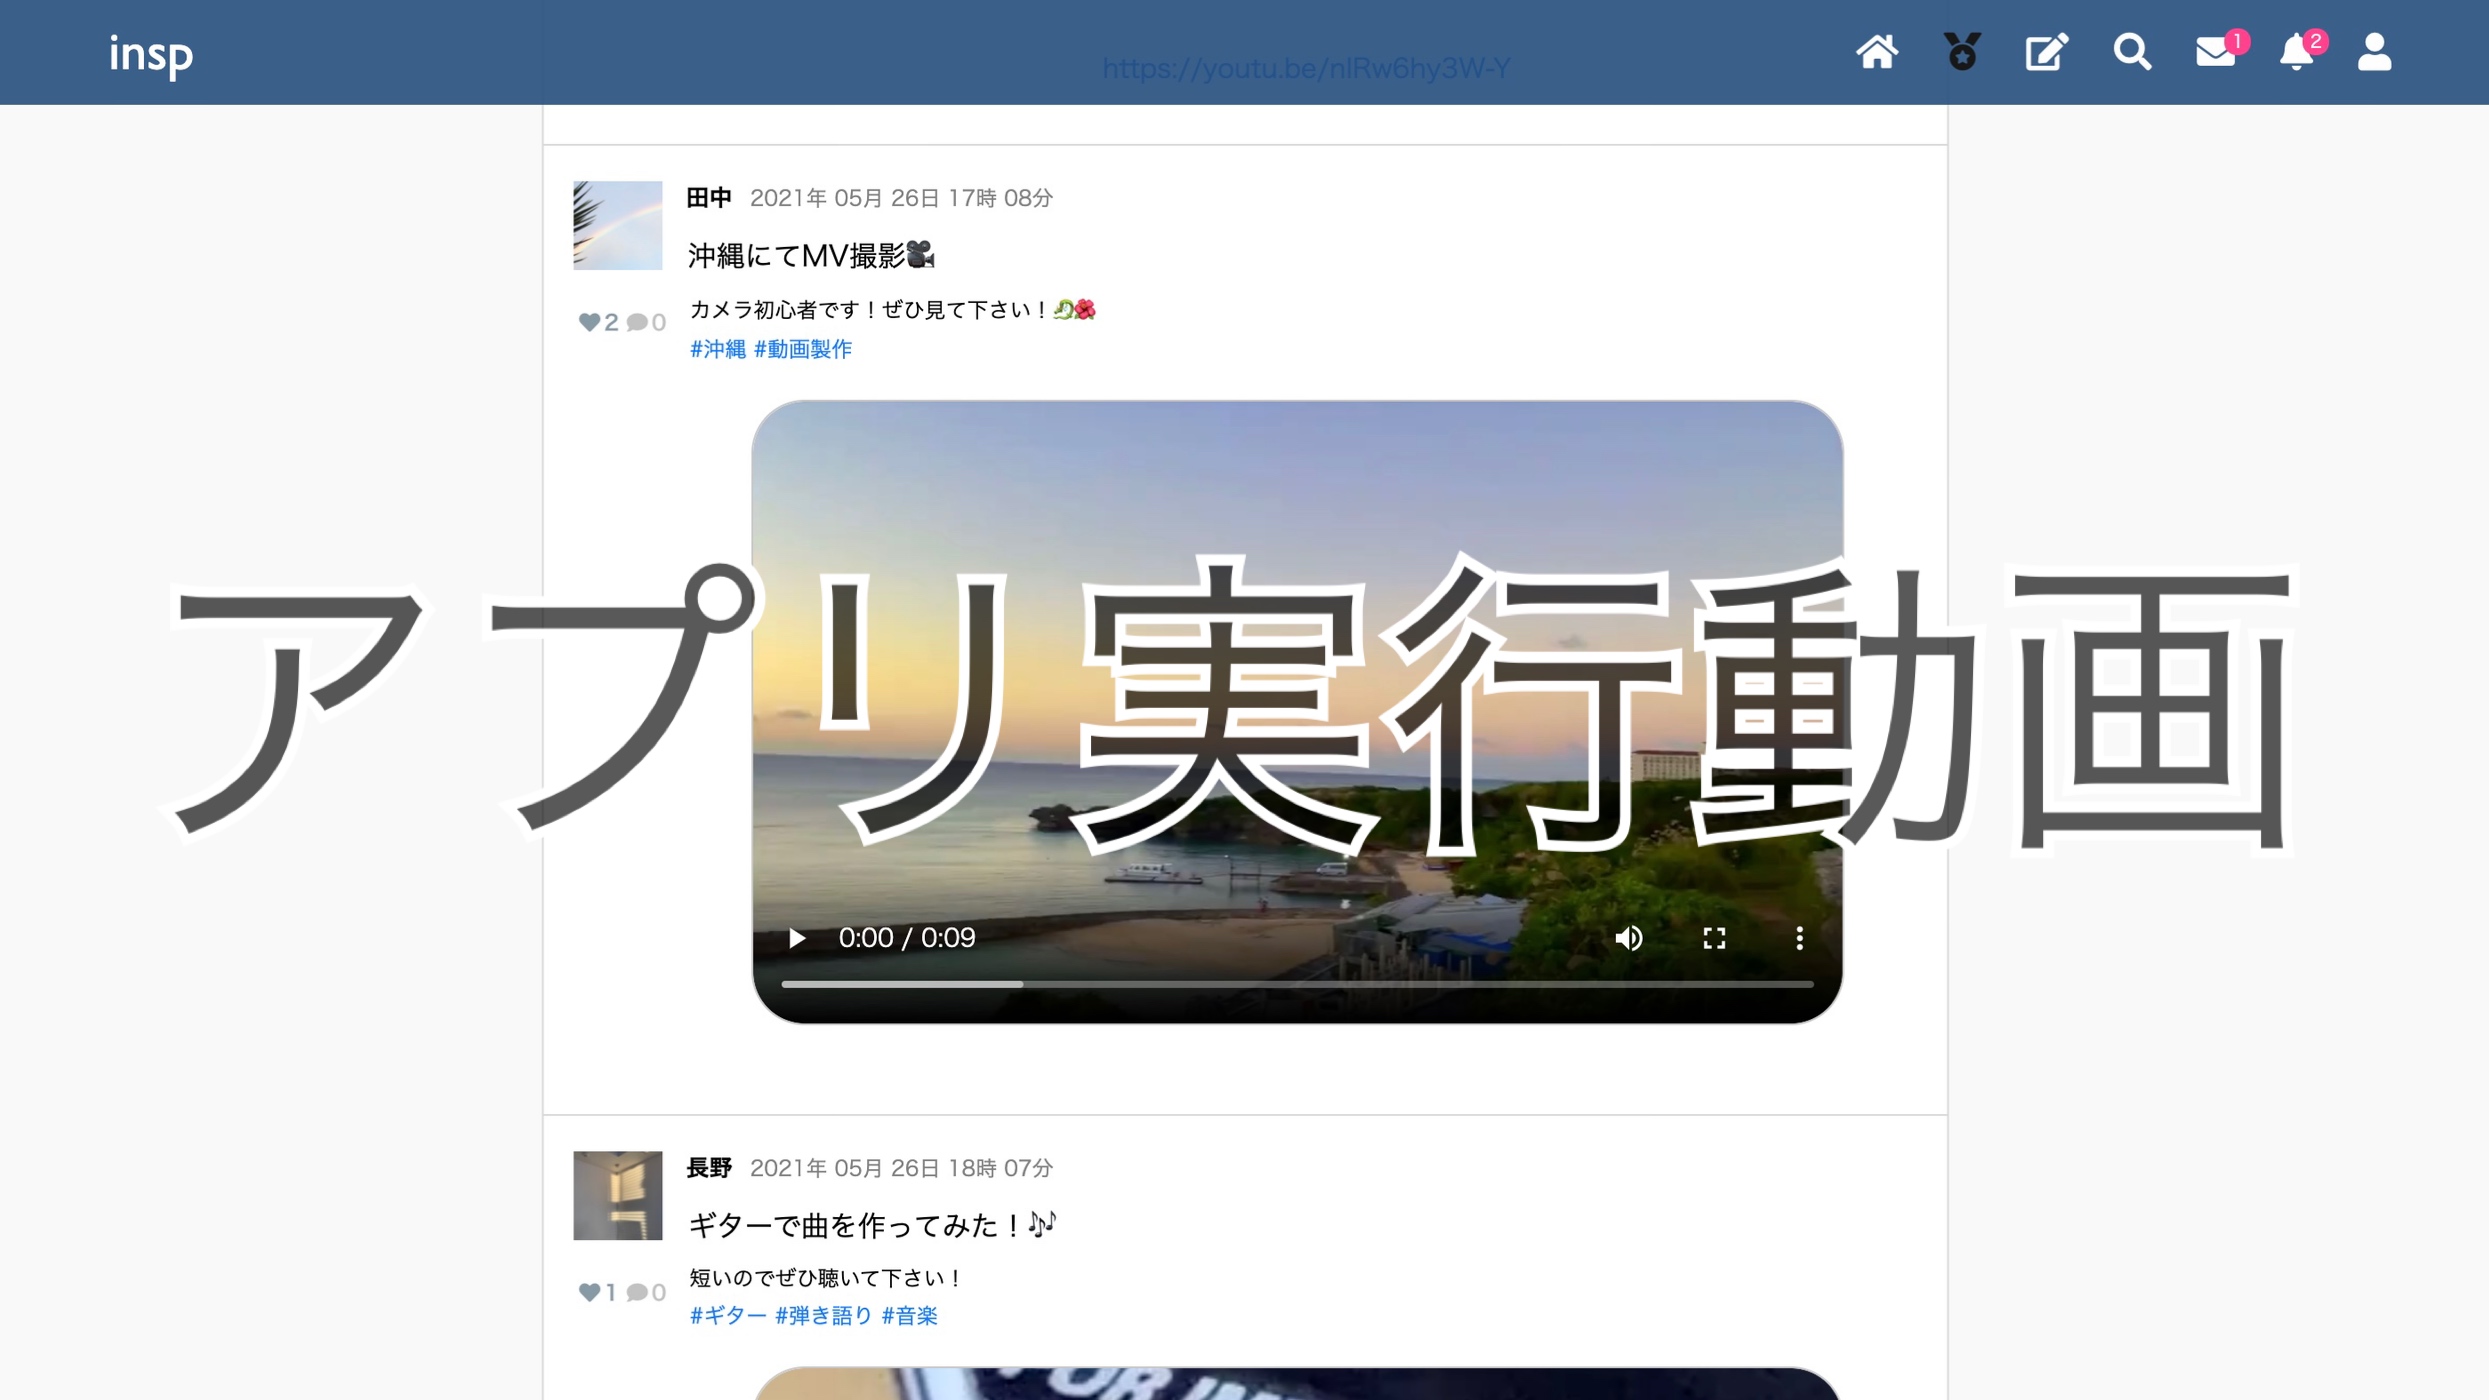 insp
https://youtu.be/nIRw6hy3W-Y
1
2
田中 2021年 05月 26日 17時 08分
沖縄にてMV撮影🎥
2 0
カメラ初心者です！ぜひ見て下さい！🐉🌺
#沖縄 #動画製作
アプリ実行動画
0:00 / 0:09
長野 2021年 05月 26日 18時 07分
ギターで曲を作ってみた！🎶
1 0
短いのでぜひ聴いて下さい！
#ギター #弾き語り #音楽